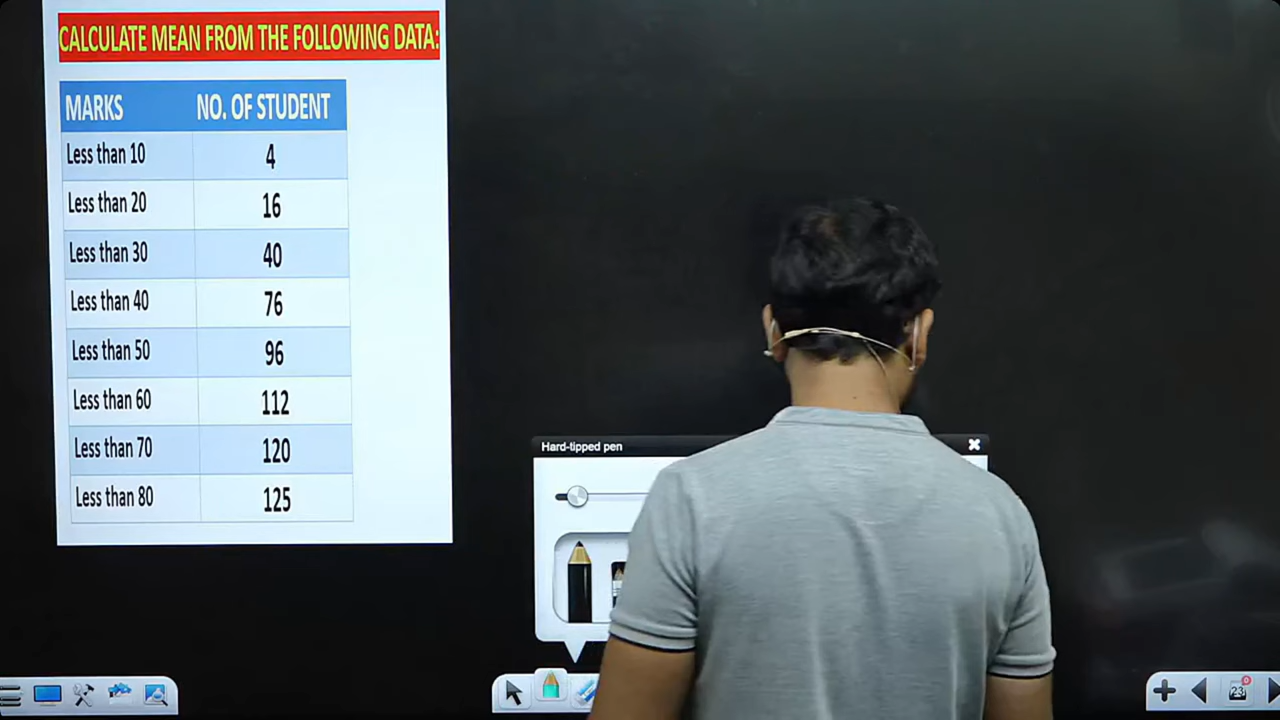 CALCULATE MEAN FROM THE FOLLOWING DATA:
MARKS NO. OF STUDENT
Less than 10 4
Less than 20 16
Less than 30 40
Less than 40 76
Less than 50 96
Less than 60 112
Less than 70 120
Less than 80 125
Hard-tipped pen
23